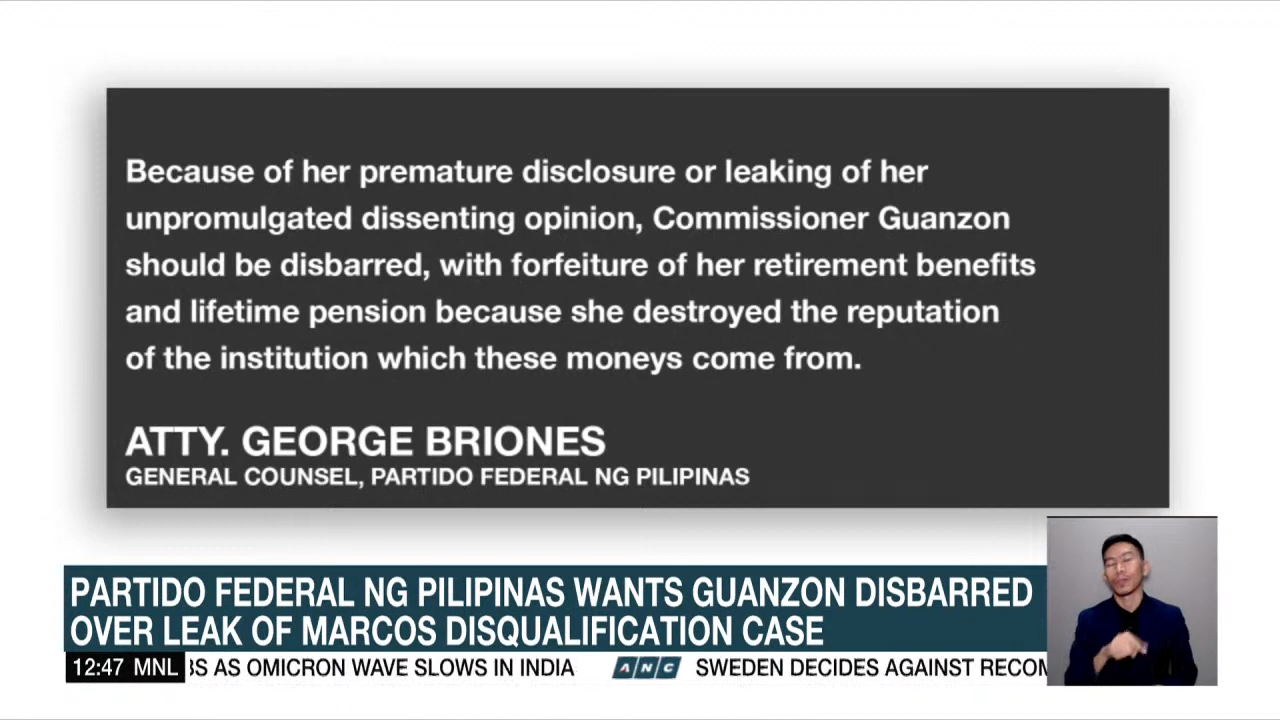 Because of her premature disclosure or leaking of her
unpromulgated dissenting opinion, Commissioner Guanzon
should be disbarred, with forfeiture of her retirement benefits
and lifetime pension because she destroyed the reputation
of the institution which these moneys come from.
ATTY. GEORGE BRIONES
GENERAL COUNSEL, PARTIDO FEDERAL NG PILIPINAS
PARTIDO FEDERAL NG PILIPINAS WANTS GUANZON DISBARRED
OVER LEAK OF MARCOS DISQUALIFICATION CASE
12:47 MNL AS OMICRON WAVE SLOWS IN INDIA ANC SWEDEN DECIDES AGAINST